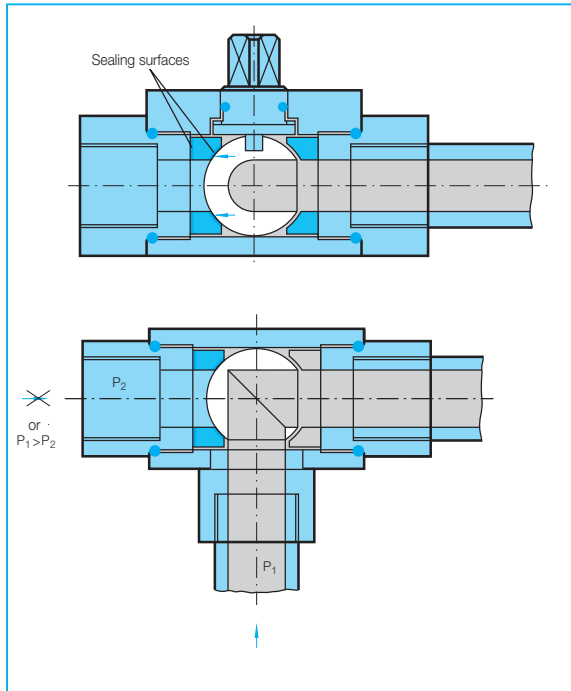 Sealing surfaces
P₂
or
P₁ >P₂
P₁